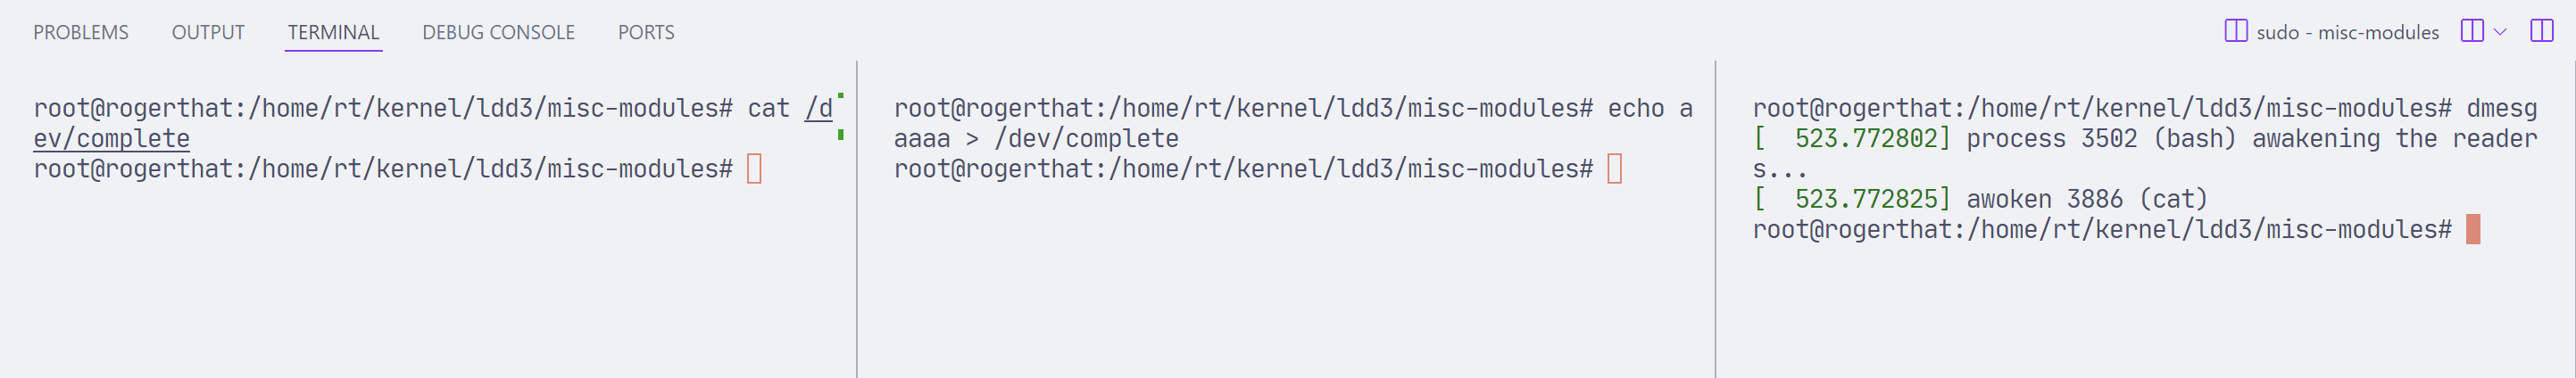 PROBLEMS OUTPUT TERMINAL DEBUG CONSOLE PORTS sudo - misc-modules
root@rogerthat:/home/rt/kernel/ldd3/misc-modules# cat /d
ev/complete
root@rogerthat:/home/rt/kernel/ldd3/misc-modules#
root@rogerthat:/home/rt/kernel/ldd3/misc-modules# echo a
aaaa > /dev/complete
root@rogerthat:/home/rt/kernel/ldd3/misc-modules#
root@rogerthat:/home/rt/kernel/ldd3/misc-modules# dmesg
[  523.772802] process 3502 (bash) awakening the reader
s...
[  523.772825] awoken 3886 (cat)
root@rogerthat:/home/rt/kernel/ldd3/misc-modules#